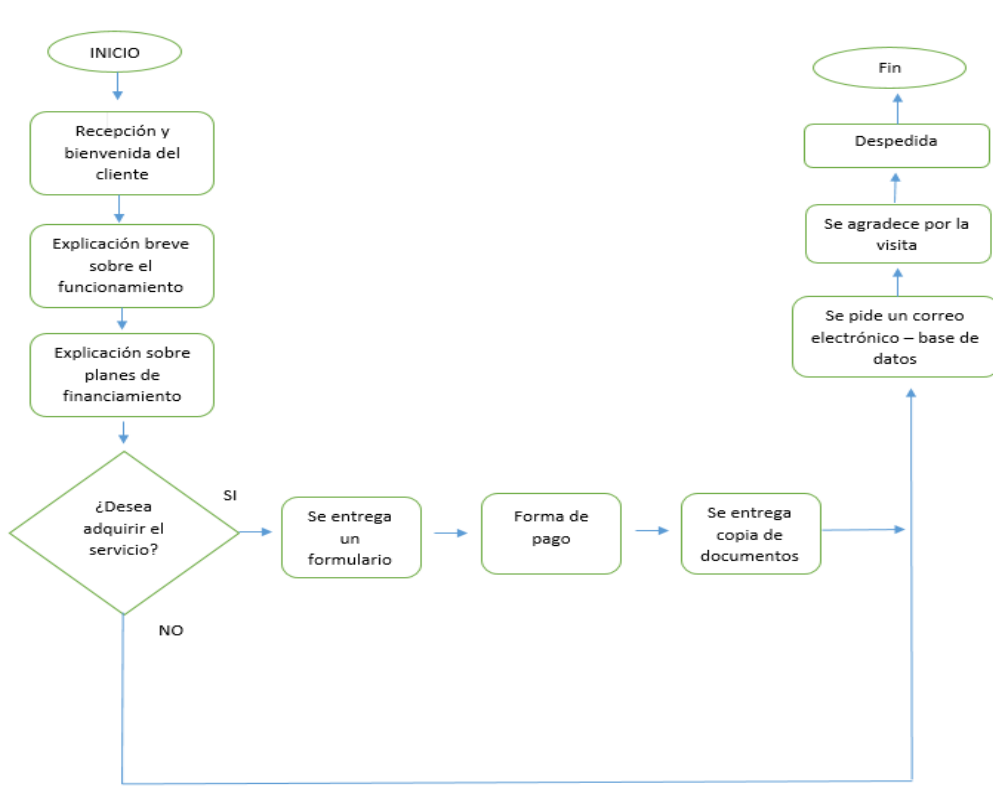 INICIO
Recepción y
bienvenida del
cliente
Explicación breve
sobre el
funcionamiento
Explicación sobre
planes de
financiamiento
¿Desea
adquirir el
servicio?
SI
NO
Se entrega
un
formulario
Forma de
pago
Se entrega
copia de
documentos
Se pide un correo
electrónico – base de
datos
Se agradece por la
visita
Despedida
Fin